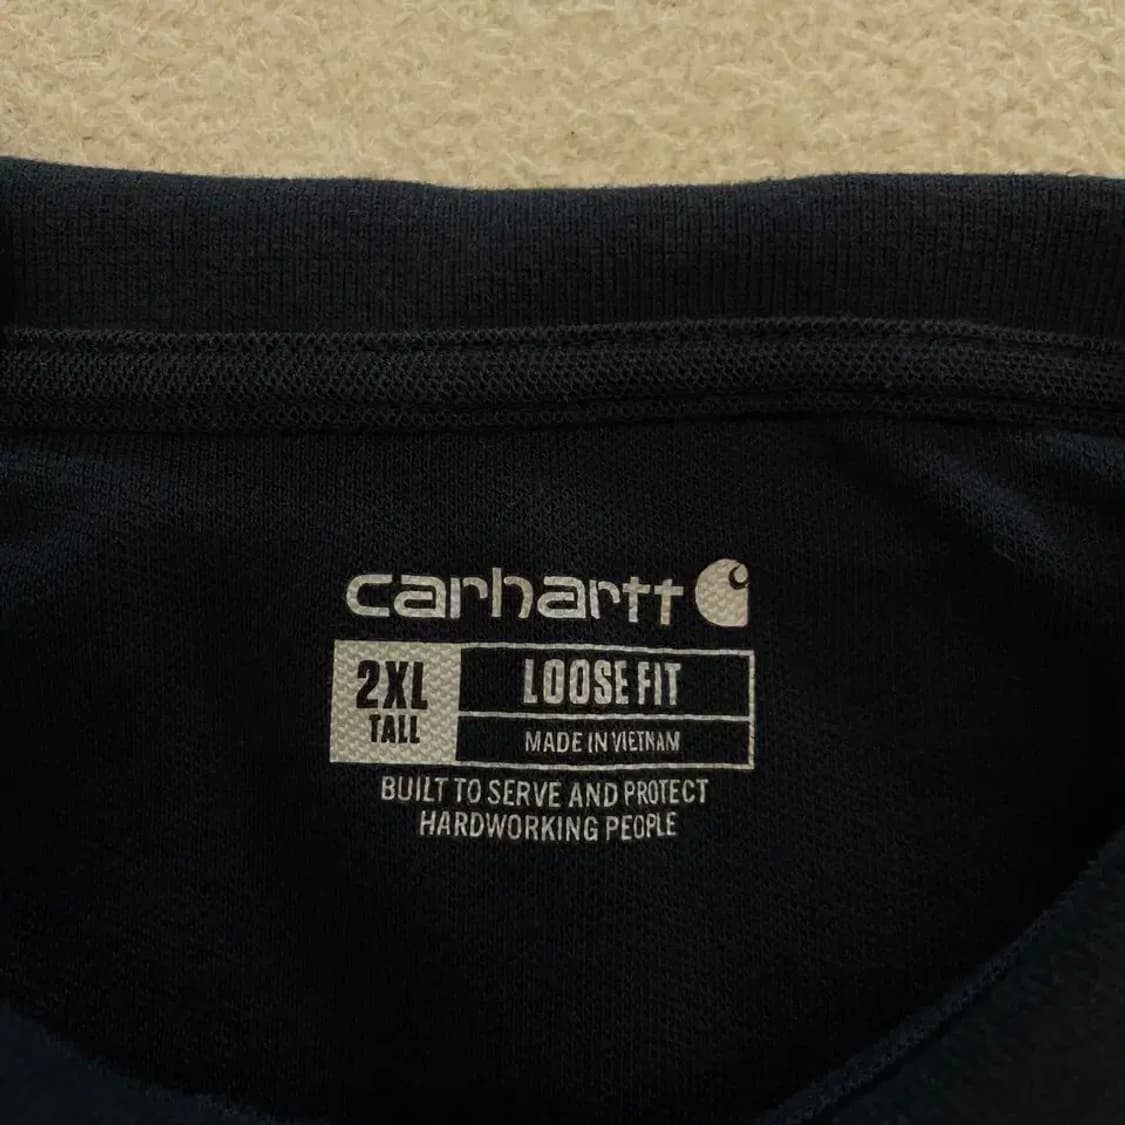 carhartt
2XL
TALL
LOOSE FIT
MADE IN VIETNAM
BUILT TO SERVE AND PROTECT
HARDWORKING PEOPLE